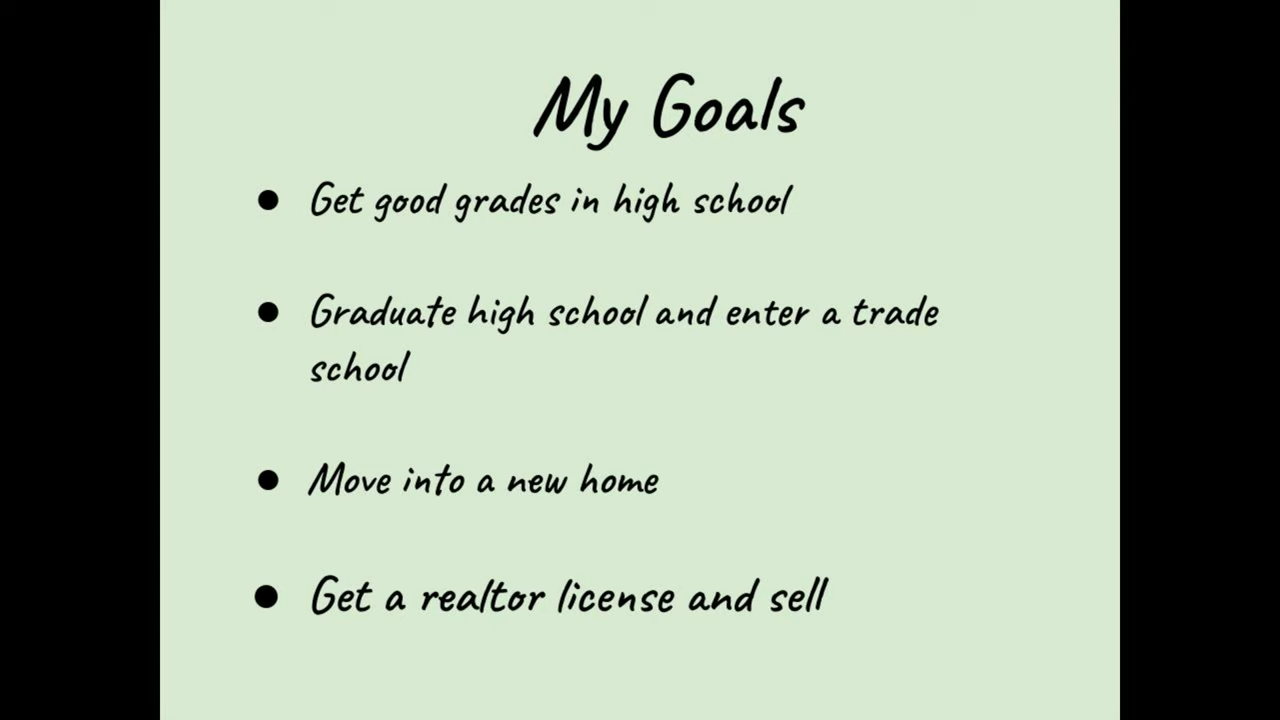 My Goals
● Get good grades in high school
● Graduate high school and enter a trade
school
● Move into a new home
● Get a realtor license and sell